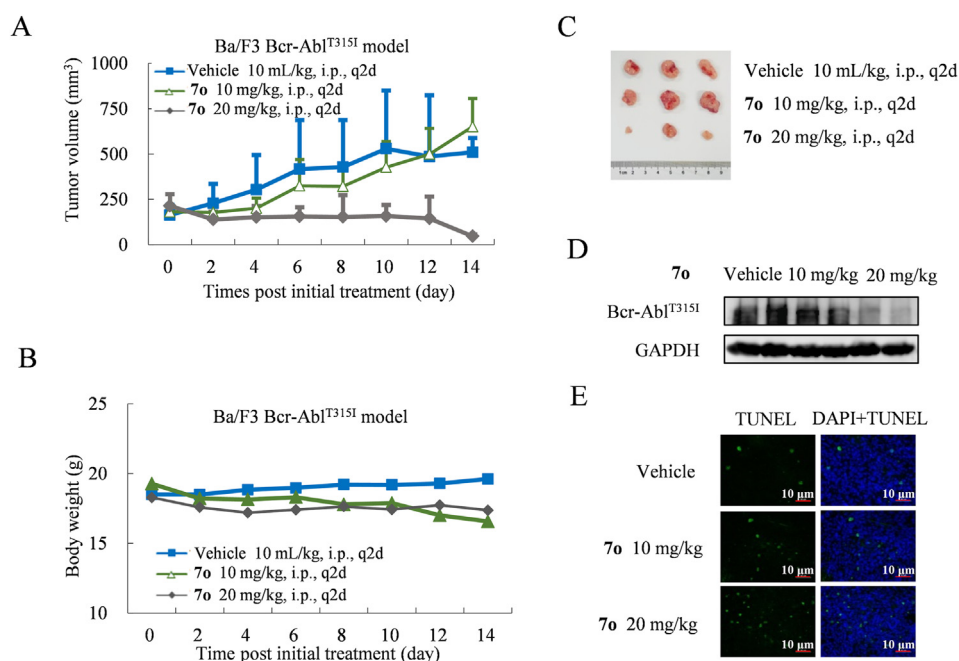 A
Ba/F3 Bcr-Abl^T315I model
Tumor volume (mm³)
1000
750
500
250
0
Vehicle 10 mL/kg, i.p., q2d
7o 10 mg/kg, i.p., q2d
7o 20 mg/kg, i.p., q2d
0 2 4 6 8 10 12 14
Times post initial treatment (day)
B
Ba/F3 Bcr-Abl^T315I model
Body weight (g)
25
20
15
10
Vehicle 10 mL/kg, i.p., q2d
7o 10 mg/kg, i.p., q2d
7o 20 mg/kg, i.p., q2d
0 2 4 6 8 10 12 14
Time post initial treatment (day)
C
Vehicle 10 mL/kg, i.p., q2d
7o 10 mg/kg, i.p., q2d
7o 20 mg/kg, i.p., q2d
D
7o Vehicle 10 mg/kg 20 mg/kg
Bcr-Abl^T315I
GAPDH
E
TUNEL DAPI+TUNEL
Vehicle
10 μm 10 μm
7o 10 mg/kg
10 μm 10 μm
7o 20 mg/kg
10 μm 10 μm